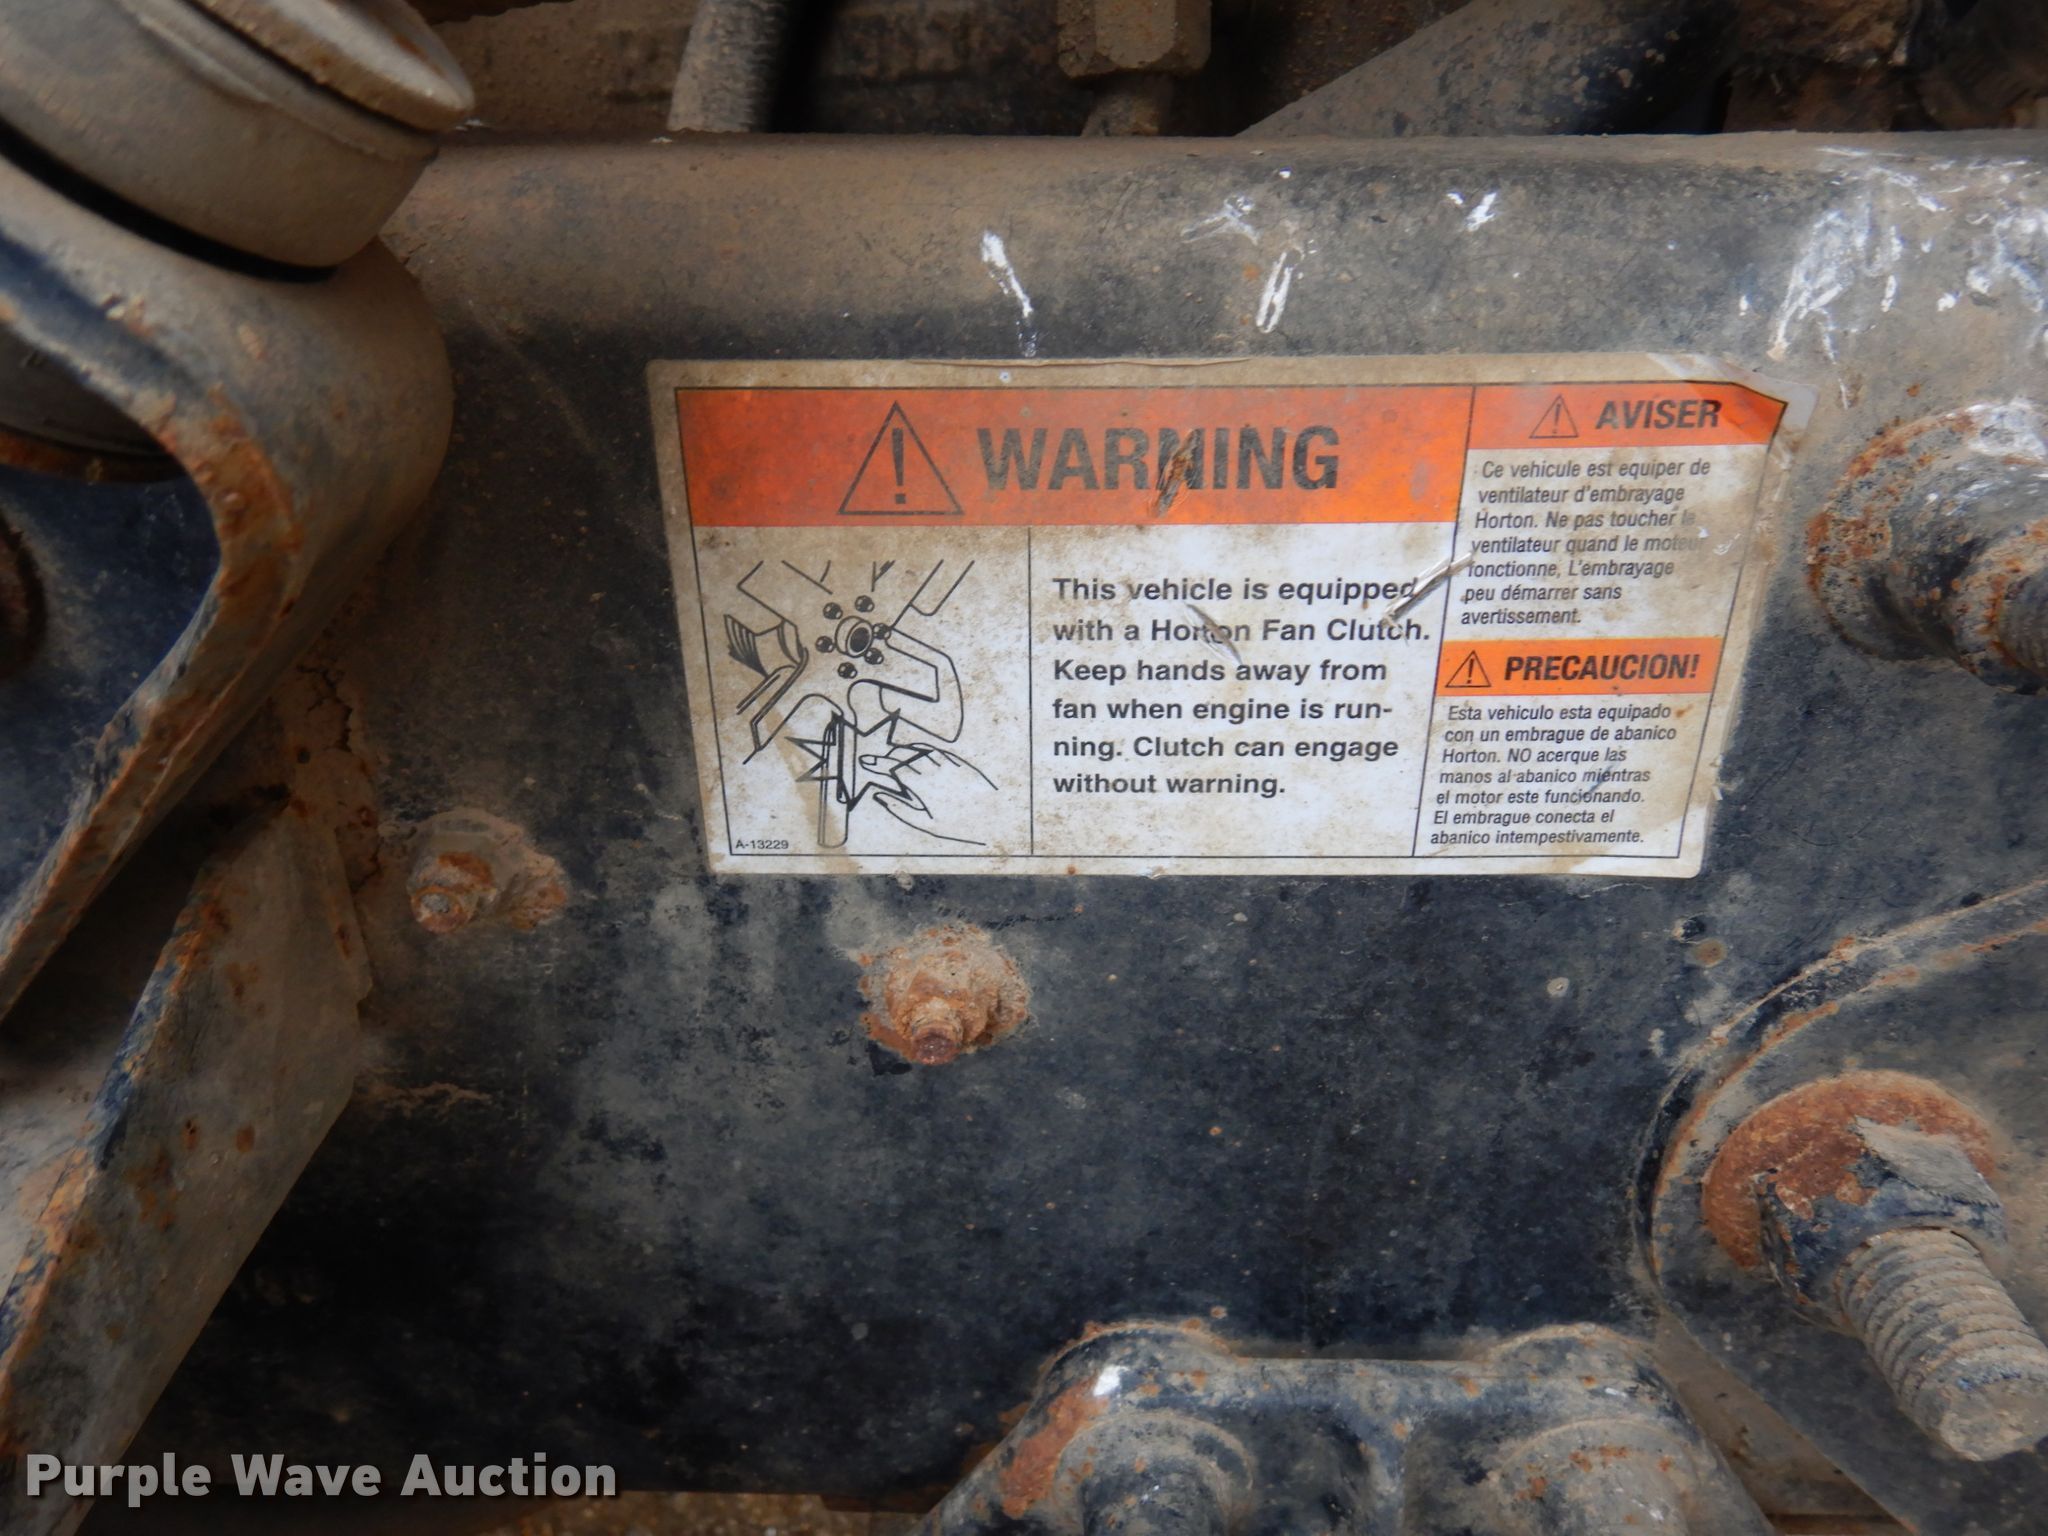 WARNING
This vehicle is equipped
with a Horton Fan Clutch.
Keep hands away from
fan when engine is run-
ning. Clutch can engage
without warning.
A-13229
AVISER
Ce vehicule est equiper de
ventilateur d'embrayage
Horton. Ne pas toucher le
ventilateur quand le moteur
fonctionne, L'embrayage
peu démarrer sans
avertissement.
PRECAUCION!
Esta vehiculo esta equipado
con un embrague de abanico
Horton. NO acerque las
manos al abanico mientras
el motor este funcionando.
El embrague conecta el
abanico intempestivamente.
Purple Wave Auction